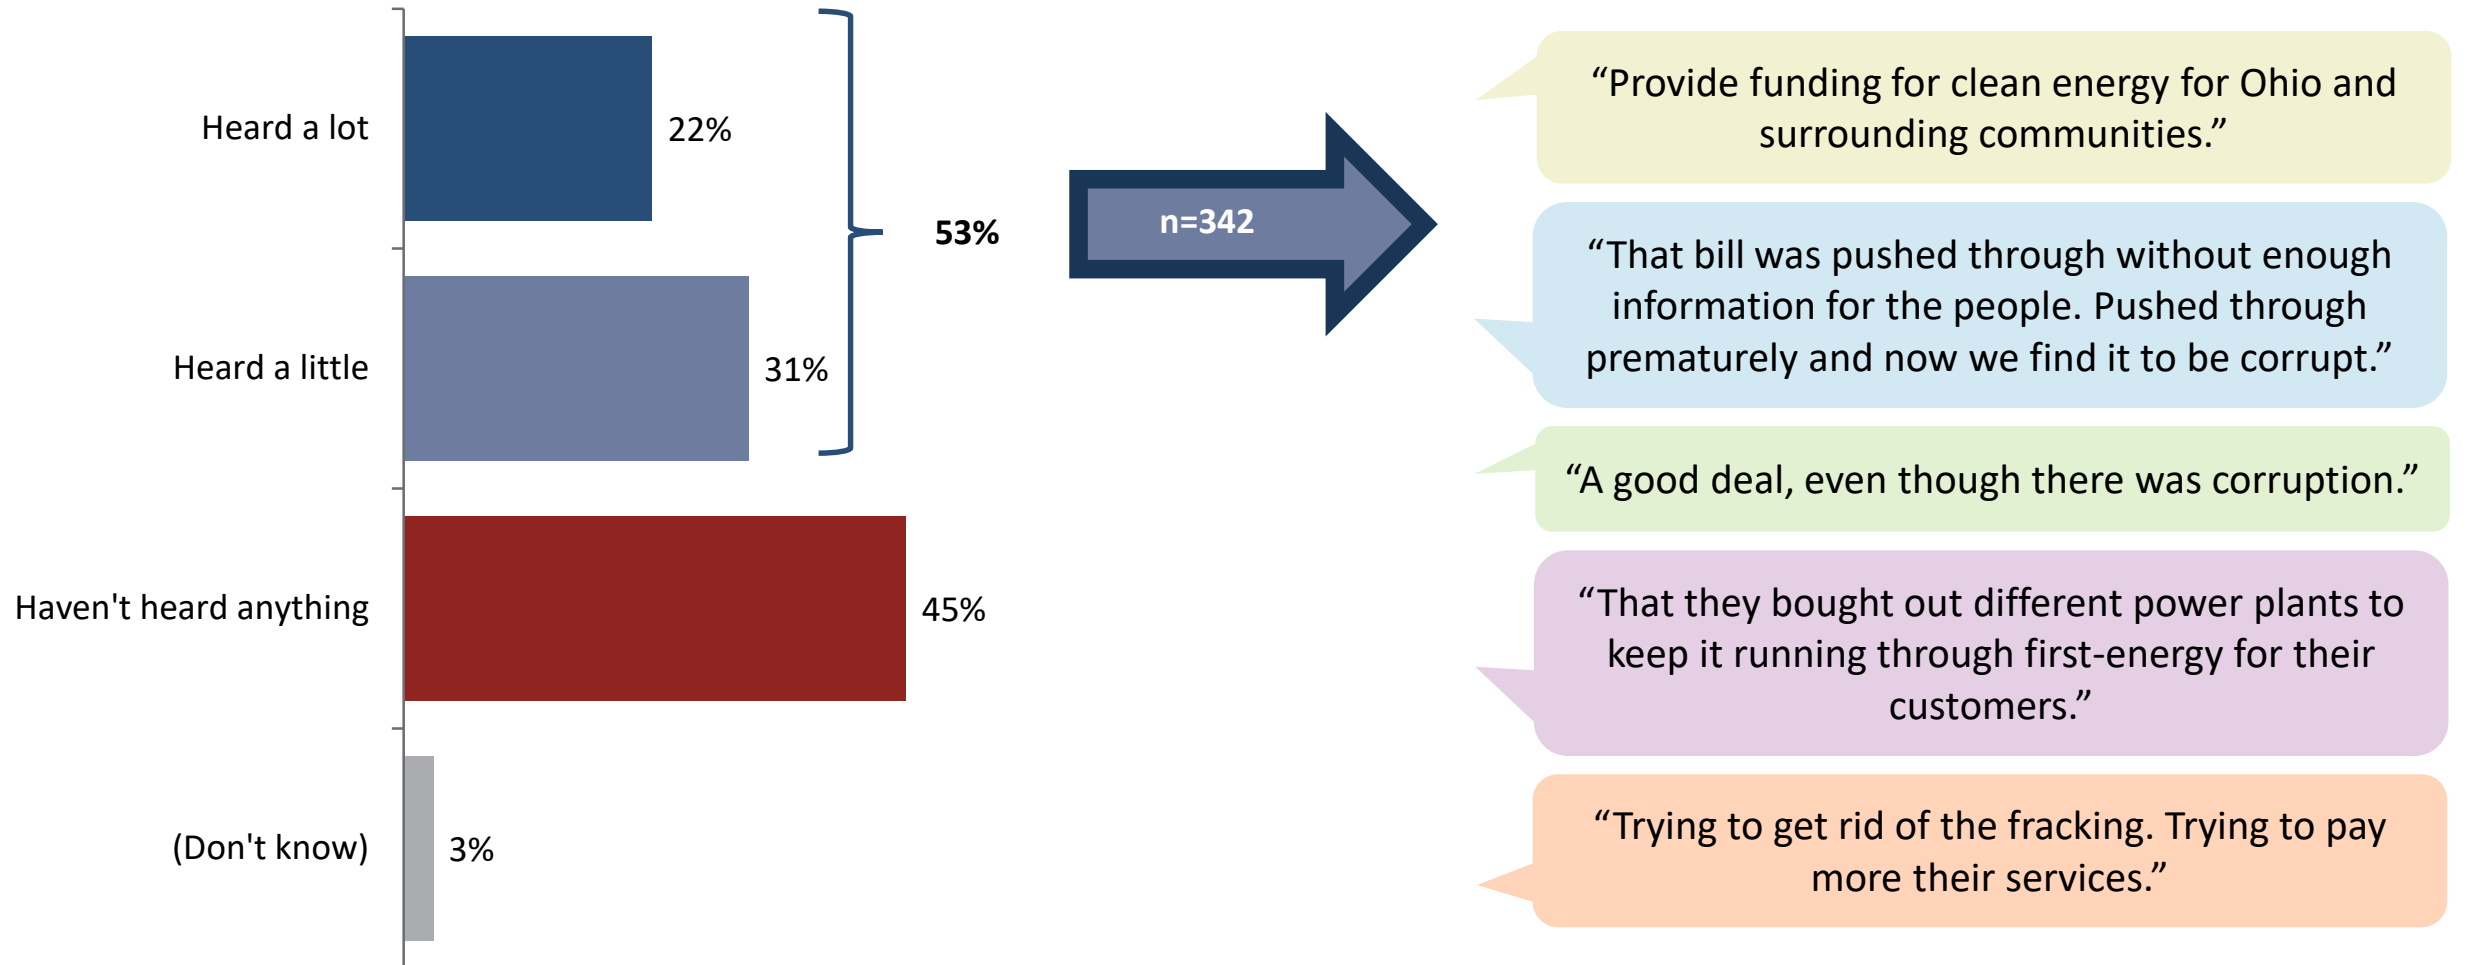 Heard a lot
22%
Heard a little
31%
53%
Haven't heard anything
45%
(Don't know)
3%
n=342
“Provide funding for clean energy for Ohio and
surrounding communities.”
“That bill was pushed through without enough
information for the people. Pushed through
prematurely and now we find it to be corrupt.”
“A good deal, even though there was corruption.”
“That they bought out different power plants to
keep it running through first-energy for their
customers.”
“Trying to get rid of the fracking. Trying to pay
more their services.”